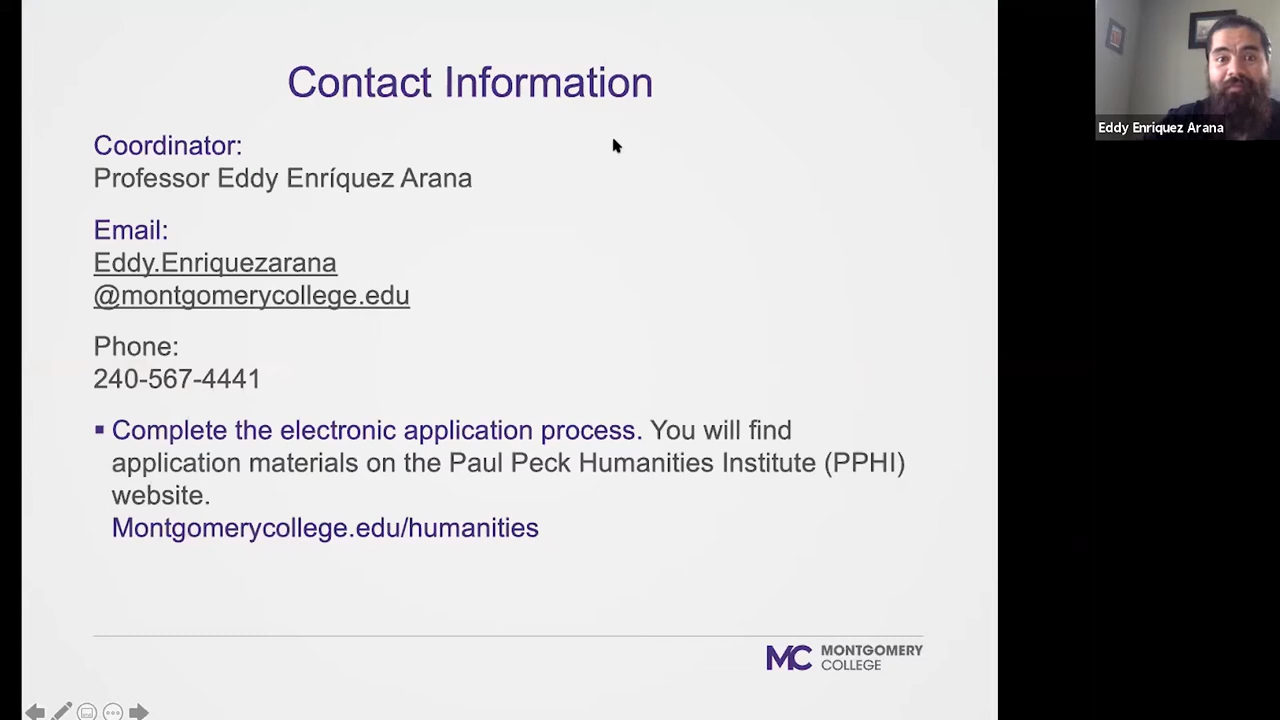 Contact Information
Coordinator:
Professor Eddy Enríquez Arana
Email:
Eddy.Enriquezarana
@montgomerycollege.edu
Phone:
240-567-4441
▪ Complete the electronic application process. You will find
application materials on the Paul Peck Humanities Institute (PPHI)
website.
Montgomerycollege.edu/humanities
MC MONTGOMERY
COLLEGE
Eddy Enriquez Arana